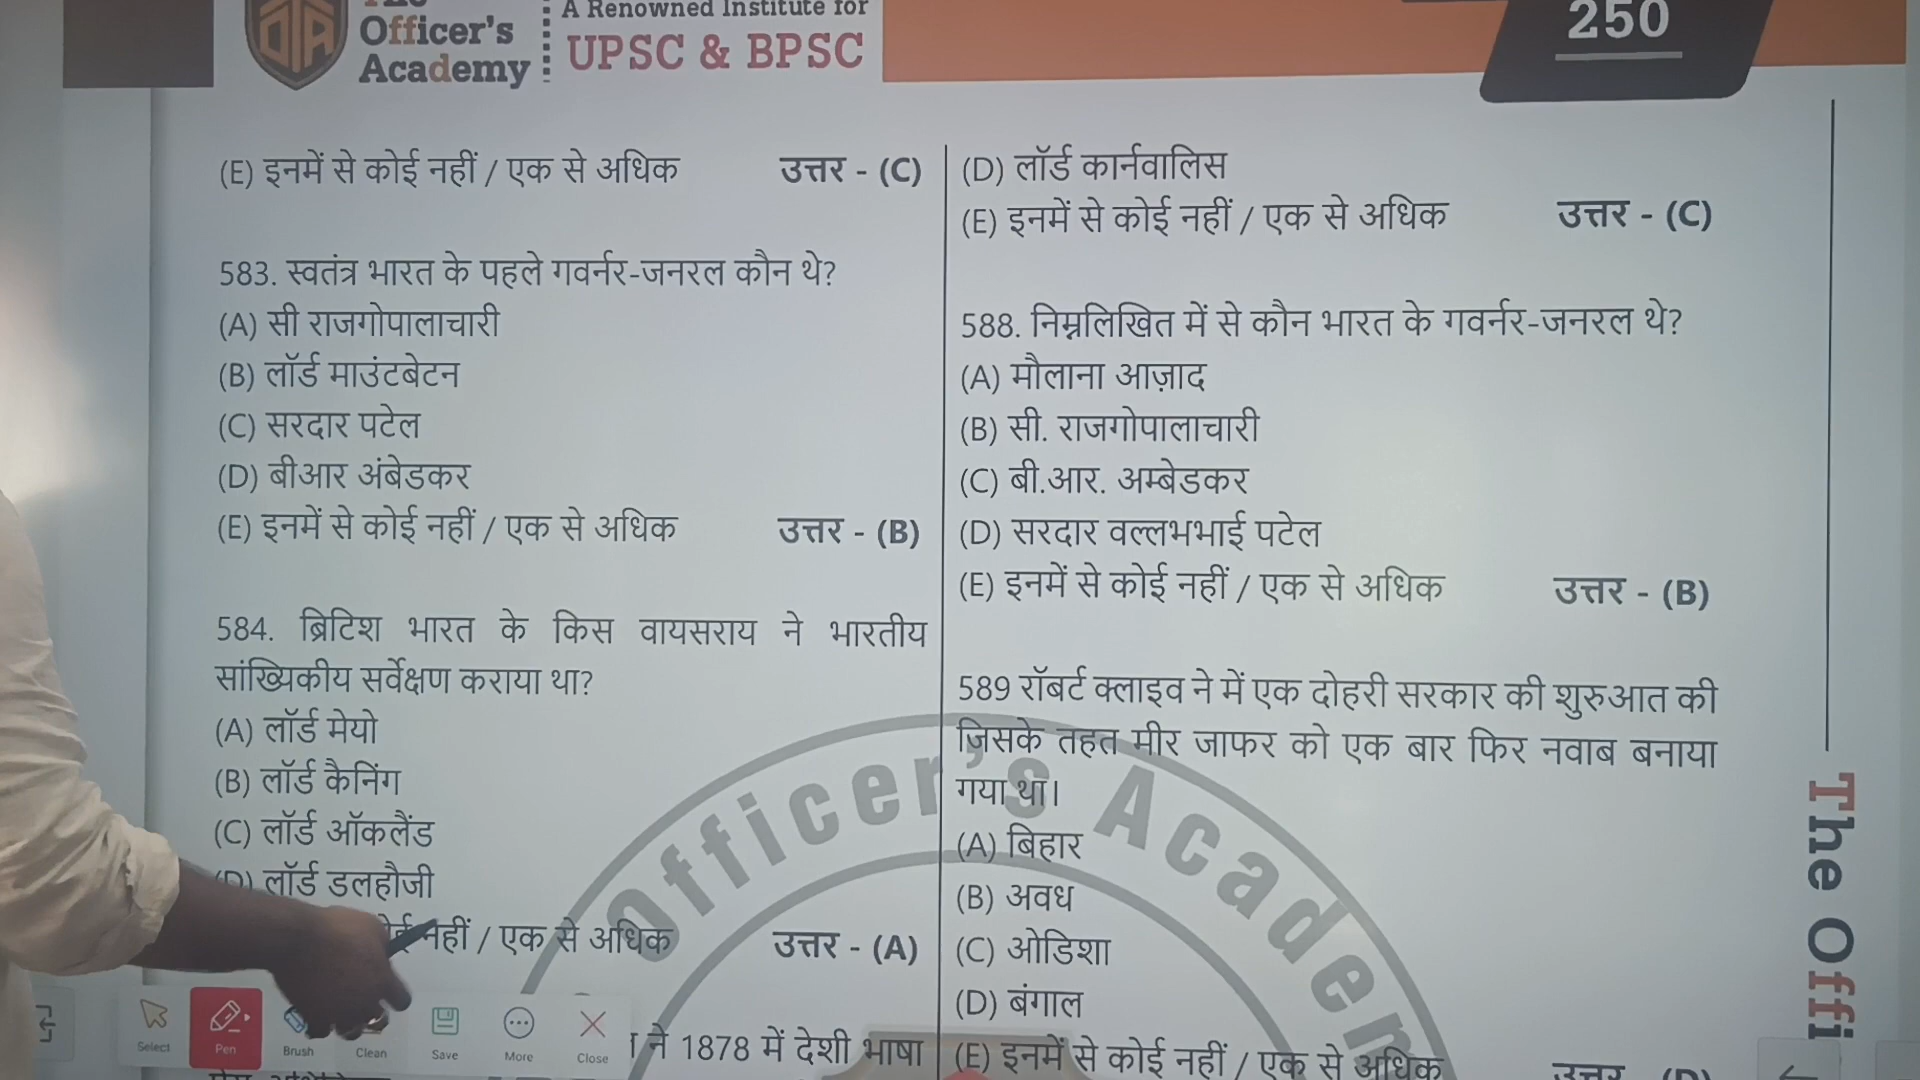 Officer's
Academy
A Renowned Institute for
UPSC & BPSC
250
(E) इनमें से कोई नहीं / एक से अधिक उत्तर - (C)
583. स्वतंत्र भारत के पहले गवर्नर-जनरल कौन थे?
(A) सी राजगोपालाचारी
(B) लॉर्ड माउंटबेटन
(C) सरदार पटेल
(D) बीआर अंबेडकर
(E) इनमें से कोई नहीं / एक से अधिक उत्तर - (B)
584. ब्रिटिश भारत के किस वायसराय ने भारतीय
सांख्यिकीय सर्वेक्षण कराया था?
(A) लॉर्ड मेयो
(B) लॉर्ड कैनिंग
(C) लॉर्ड ऑकलैंड
(D) लॉर्ड डलहौजी
नहीं / एक से अधिक उत्तर - (A)
ने 1878 में देशी भाषा
(D) लॉर्ड कार्नवालिस
(E) इनमें से कोई नहीं / एक से अधिक उत्तर - (C)
588. निम्नलिखित में से कौन भारत के गवर्नर-जनरल थे?
(A) मौलाना आज़ाद
(B) सी. राजगोपालाचारी
(C) बी.आर. अम्बेडकर
(D) सरदार वल्लभभाई पटेल
(E) इनमें से कोई नहीं / एक से अधिक उत्तर - (B)
589 रॉबर्ट क्लाइव ने में एक दोहरी सरकार की शुरुआत की
जिसके तहत मीर जाफर को एक बार फिर नवाब बनाया
गया था।
(A) बिहार
(B) अवध
(C) ओडिशा
(D) बंगाल
(E) इनमें से कोई नहीं / एक से अधिक उत्तर (D)
Officer's Academ
The Offi
Select
Pen
Brush
Clean
Save
More
Close